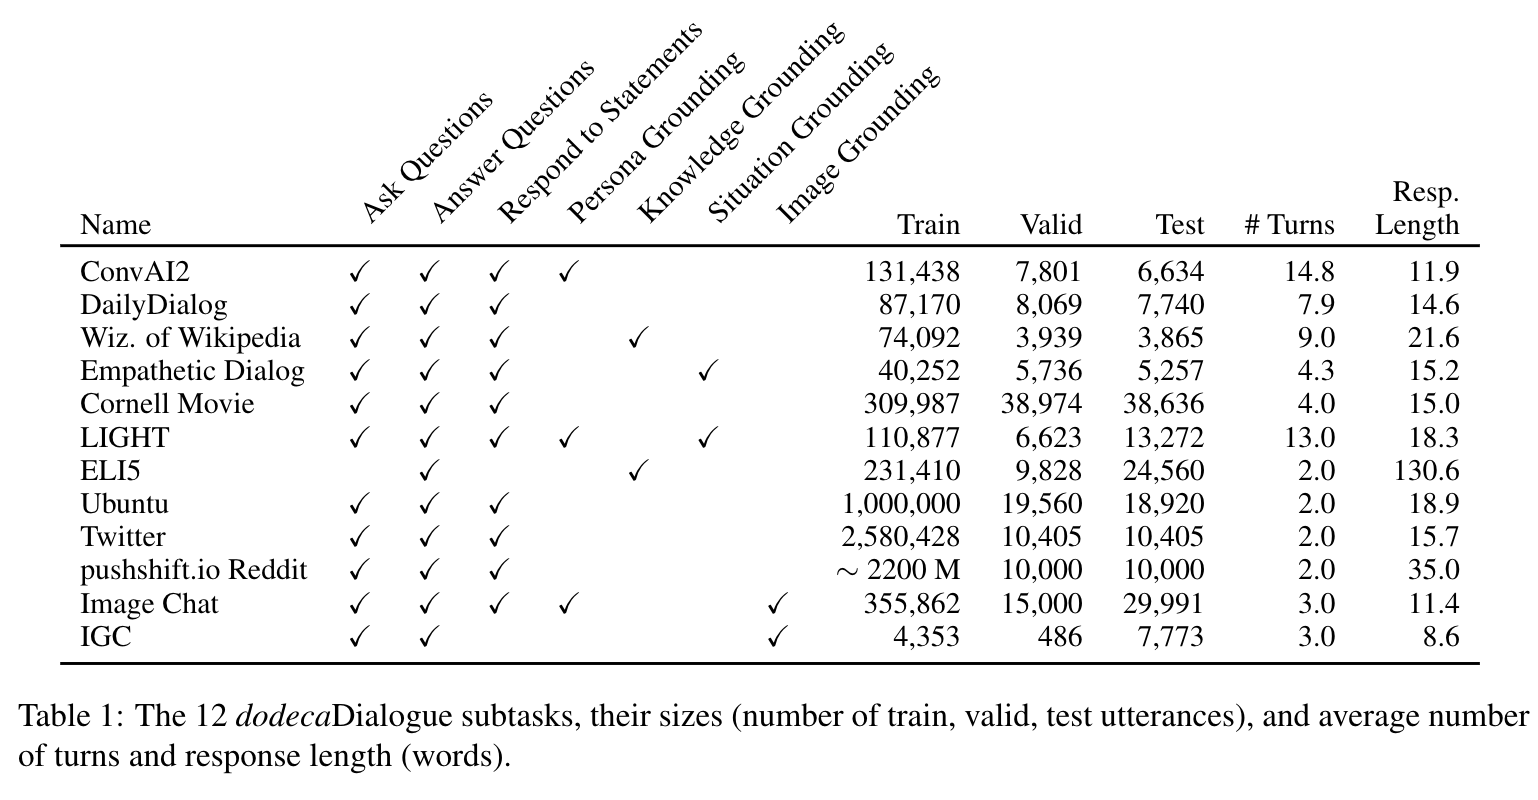 Ask Questions
Answer Questions
Respond to Statements
Persona Grounding
Knowledge Grounding
Situation Grounding
Image Grounding
Name Train Valid Test # Turns Resp. Length
ConvAI2 ✓ ✓ ✓ ✓ 131,438 7,801 6,634 14.8 11.9
DailyDialog ✓ ✓ ✓ 87,170 8,069 7,740 7.9 14.6
Wiz. of Wikipedia ✓ ✓ ✓ ✓ 74,092 3,939 3,865 9.0 21.6
Empathetic Dialog ✓ ✓ ✓ ✓ 40,252 5,736 5,257 4.3 15.2
Cornell Movie ✓ ✓ ✓ 309,987 38,974 38,636 4.0 15.0
LIGHT ✓ ✓ ✓ ✓ ✓ 110,877 6,623 13,272 13.0 18.3
ELI5 ✓ ✓ 231,410 9,828 24,560 2.0 130.6
Ubuntu ✓ ✓ ✓ 1,000,000 19,560 18,920 2.0 18.9
Twitter ✓ ✓ ✓ 2,580,428 10,405 10,405 2.0 15.7
pushshift.io Reddit ✓ ✓ ✓ ∼ 2200 M 10,000 10,000 2.0 35.0
Image Chat ✓ ✓ ✓ ✓ ✓ 355,862 15,000 29,991 3.0 11.4
IGC ✓ ✓ ✓ 4,353 486 7,773 3.0 8.6
Table 1: The 12 dodecaDialogue subtasks, their sizes (number of train, valid, test utterances), and average number
of turns and response length (words).